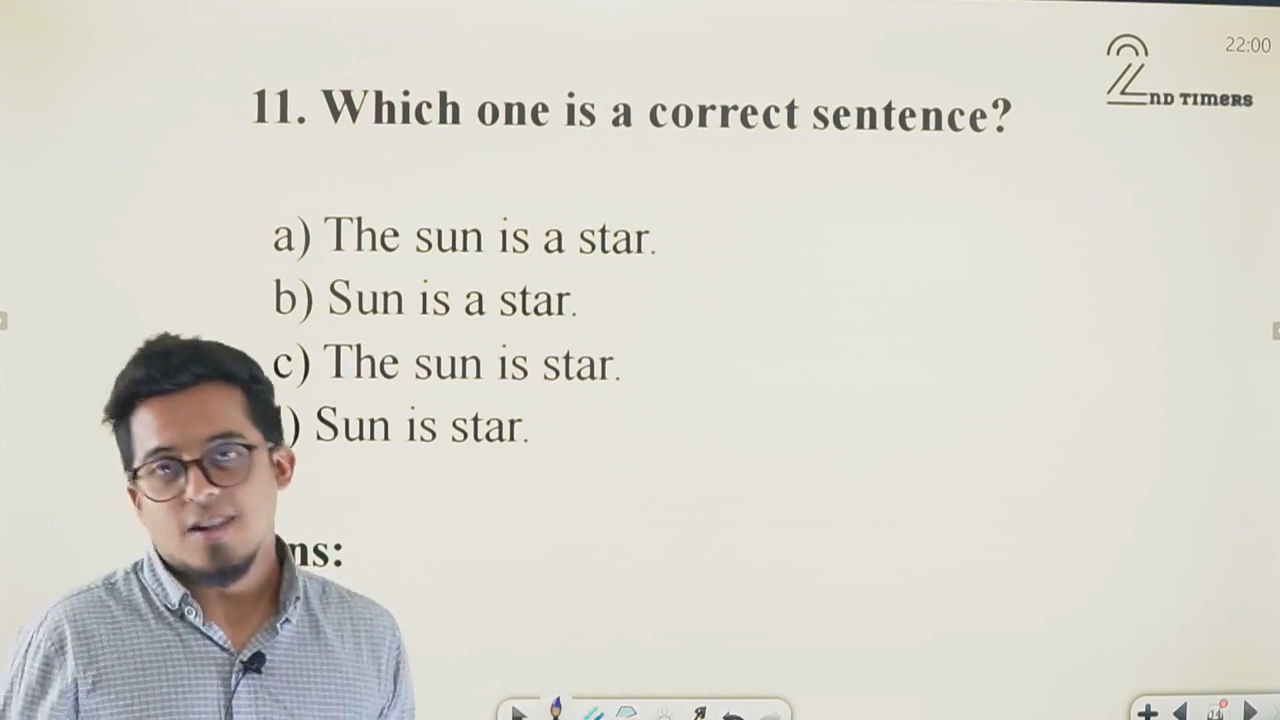 22:00
2ND TIMERS
11. Which one is a correct sentence?
a) The sun is a star.
b) Sun is a star.
c) The sun is star.
) Sun is star.
ns: